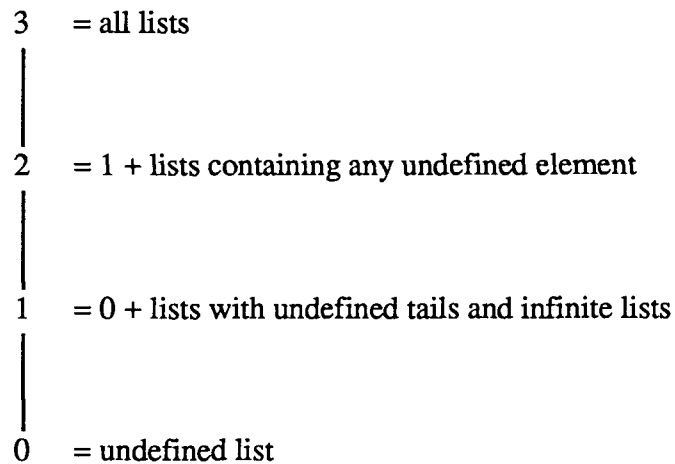 3 = all lists
2 = 1 + lists containing any undefined element
1 = 0 + lists with undefined tails and infinite lists
0 = undefined list